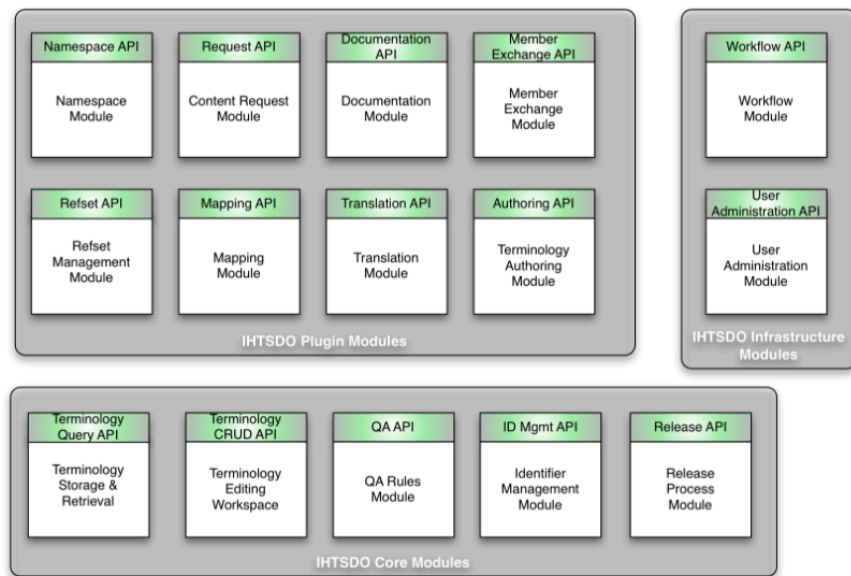 Namespace API
Namespace
Module
Request API
Content Request
Module
Documentation
API
Documentation
Module
Member
Exchange API
Member
Exchange
Module
Workflow API
Workflow
Module
Refset API
Refset
Management
Module
Mapping API
Mapping
Module
Translation API
Translation
Module
Authoring API
Terminology
Authoring
Module
User
Administration API
User
Administration
Module
IHTSDO Plugin Modules
IHTSDO Infrastructure
Modules
Terminology
Query API
Terminology
Storage &
Retrieval
Terminology
CRUD API
Terminology
Editing
Workspace
QA API
QA Rules
Module
ID Mgmt API
Identifier
Management
Module
Release API
Release
Process
Module
IHTSDO Core Modules